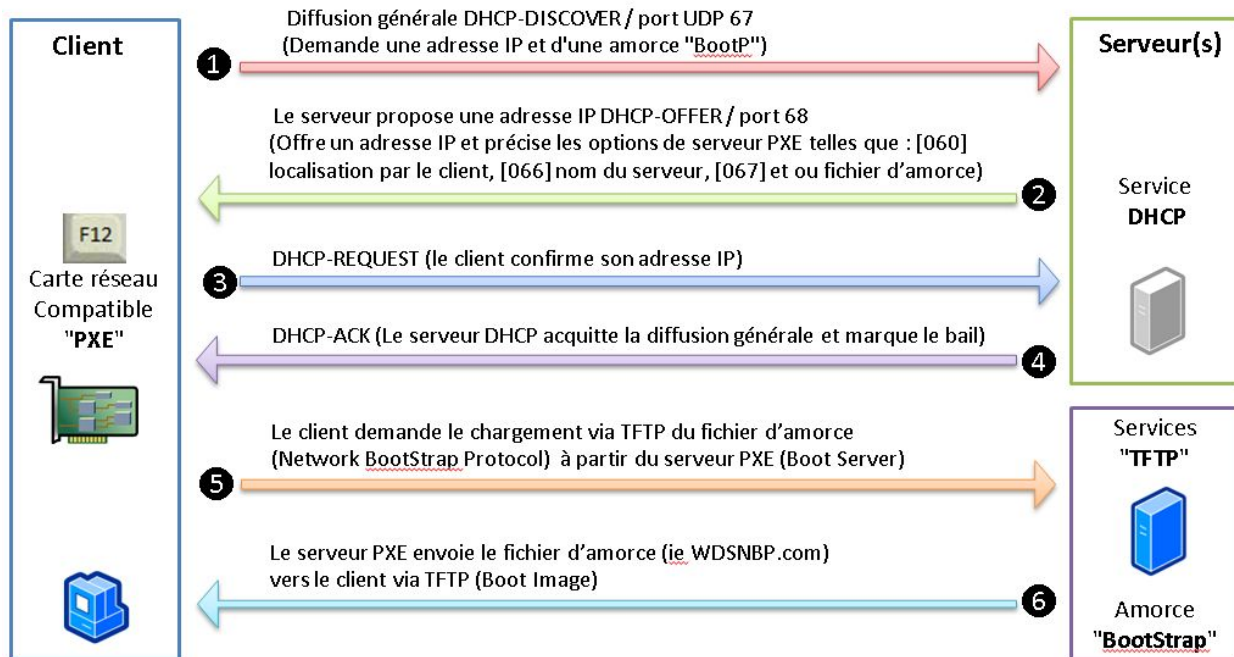 Client
F12
Carte réseau
Compatible
"PXE"
Diffusion générale DHCP-DISCOVER / port UDP 67
(Demande une adresse IP et d'une amorce "BootP")
1
Le serveur propose une adresse IP DHCP-OFFER / port 68
(Offre un adresse IP et précise les options de serveur PXE telles que : [060]
localisation par le client, [066] nom du serveur, [067] et ou fichier d’amorce)
2
DHCP-REQUEST (le client confirme son adresse IP)
3
DHCP-ACK (Le serveur DHCP acquitte la diffusion générale et marque le bail)
4
Le client demande le chargement via TFTP du fichier d’amorce
(Network BootStrap Protocol) à partir du serveur PXE (Boot Server)
5
Le serveur PXE envoie le fichier d’amorce (ie WDSNBP.com)
vers le client via TFTP (Boot Image)
6
Serveur(s)
Service
DHCP
Services
"TFTP"
Amorce
"BootStrap"